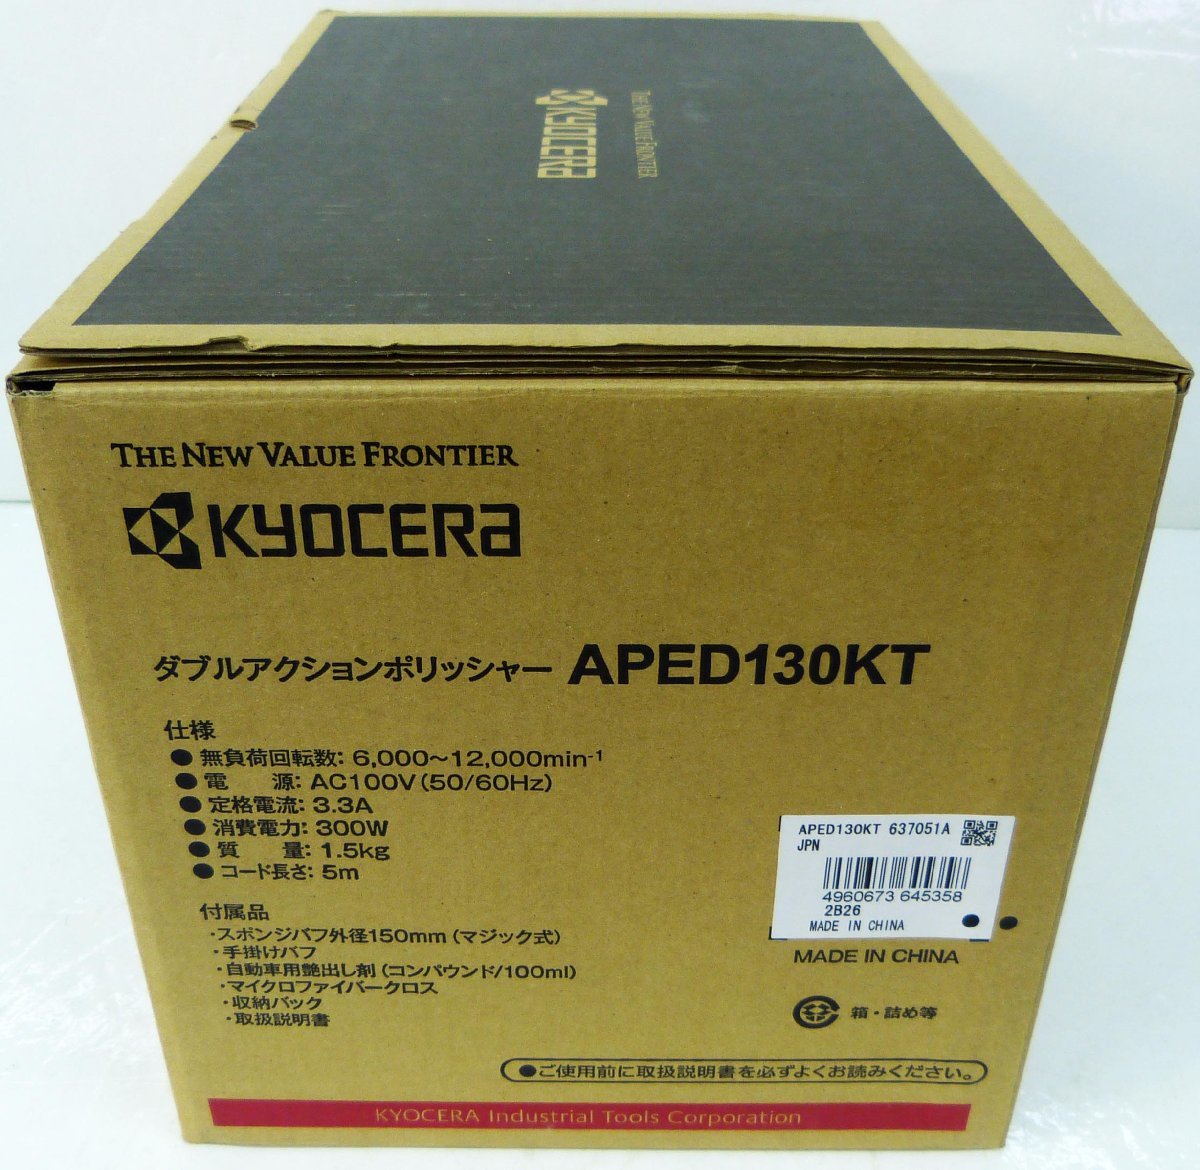 THE NEW VALUE FRONTIER
KYOCERA
THE NEW VALUE FRONTIER
KYOCERA
ダブルアクションポリッシャー APED130KT
仕様
●無負荷回転数: 6,000～12,000min⁻¹
●電　源: AC100V(50/60Hz)
●定格電流: 3.3A
●消費電力: 300W
●質　量: 1.5kg
●コード長さ: 5m
付属品
・スポンジバフ外径150mm(マジック式)
・手掛けバフ
・自動車用艶出し剤(コンパウンド/100ml)
・マイクロファイバークロス
・収納バック
・取扱説明書
APED130KT 637051A
JPN
4960673 645358
2B26
MADE IN CHINA
MADE IN CHINA
箱・詰め等
●ご使用前に取扱説明書を必ずよくお読みください。
KYOCERA Industrial Tools Corporation